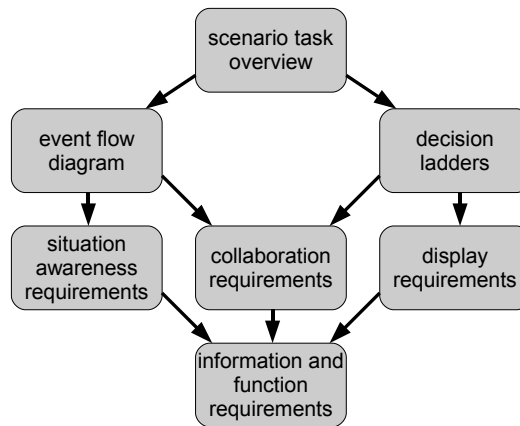 scenario task
overview
event flow
diagram
decision
ladders
situation
awareness
requirements
collaboration
requirements
display
requirements
information and
function
requirements